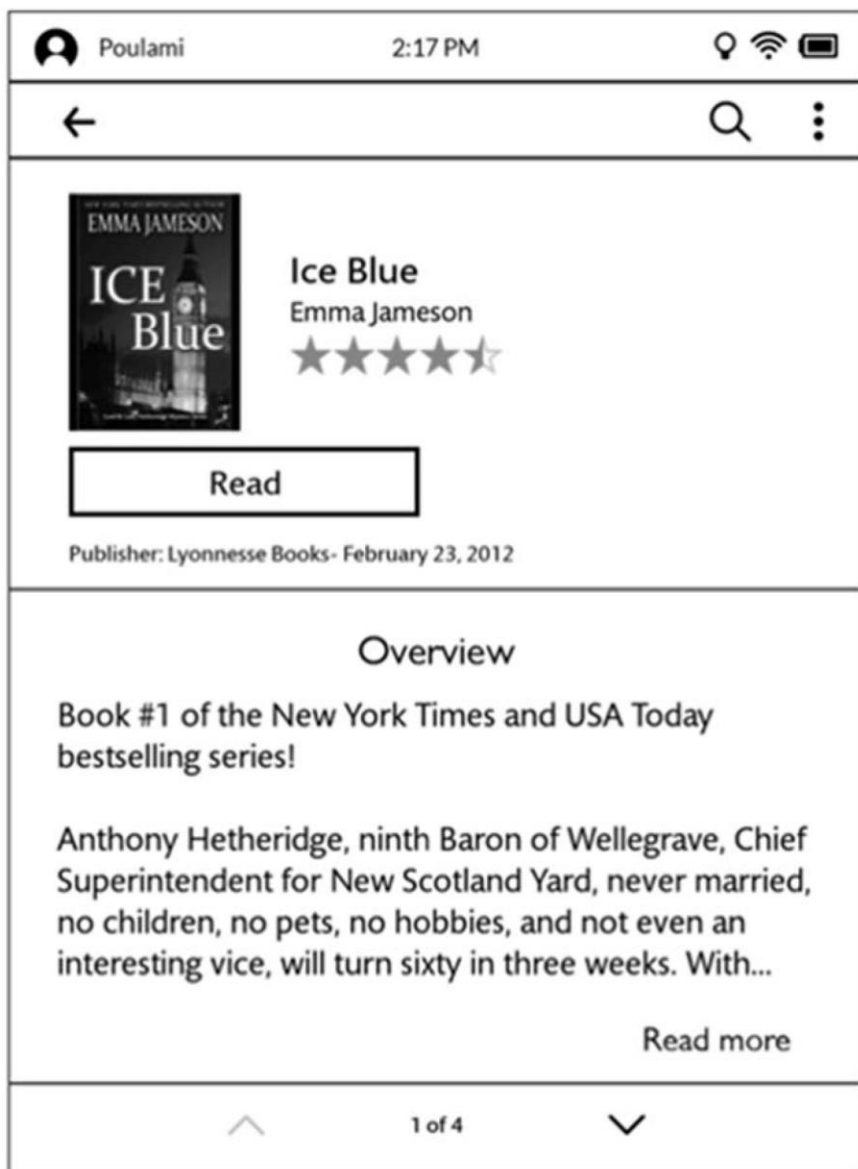 Poulami 2:17 PM
EMMA JAMESON
ICE
Blue
Ice Blue
Emma Jameson
Read
Publisher: Lyonnesse Books- February 23, 2012
Overview
Book #1 of the New York Times and USA Today
bestselling series!
Anthony Hetheridge, ninth Baron of Wellegrave, Chief
Superintendent for New Scotland Yard, never married,
no children, no pets, no hobbies, and not even an
interesting vice, will turn sixty in three weeks. With...
Read more
1 of 4